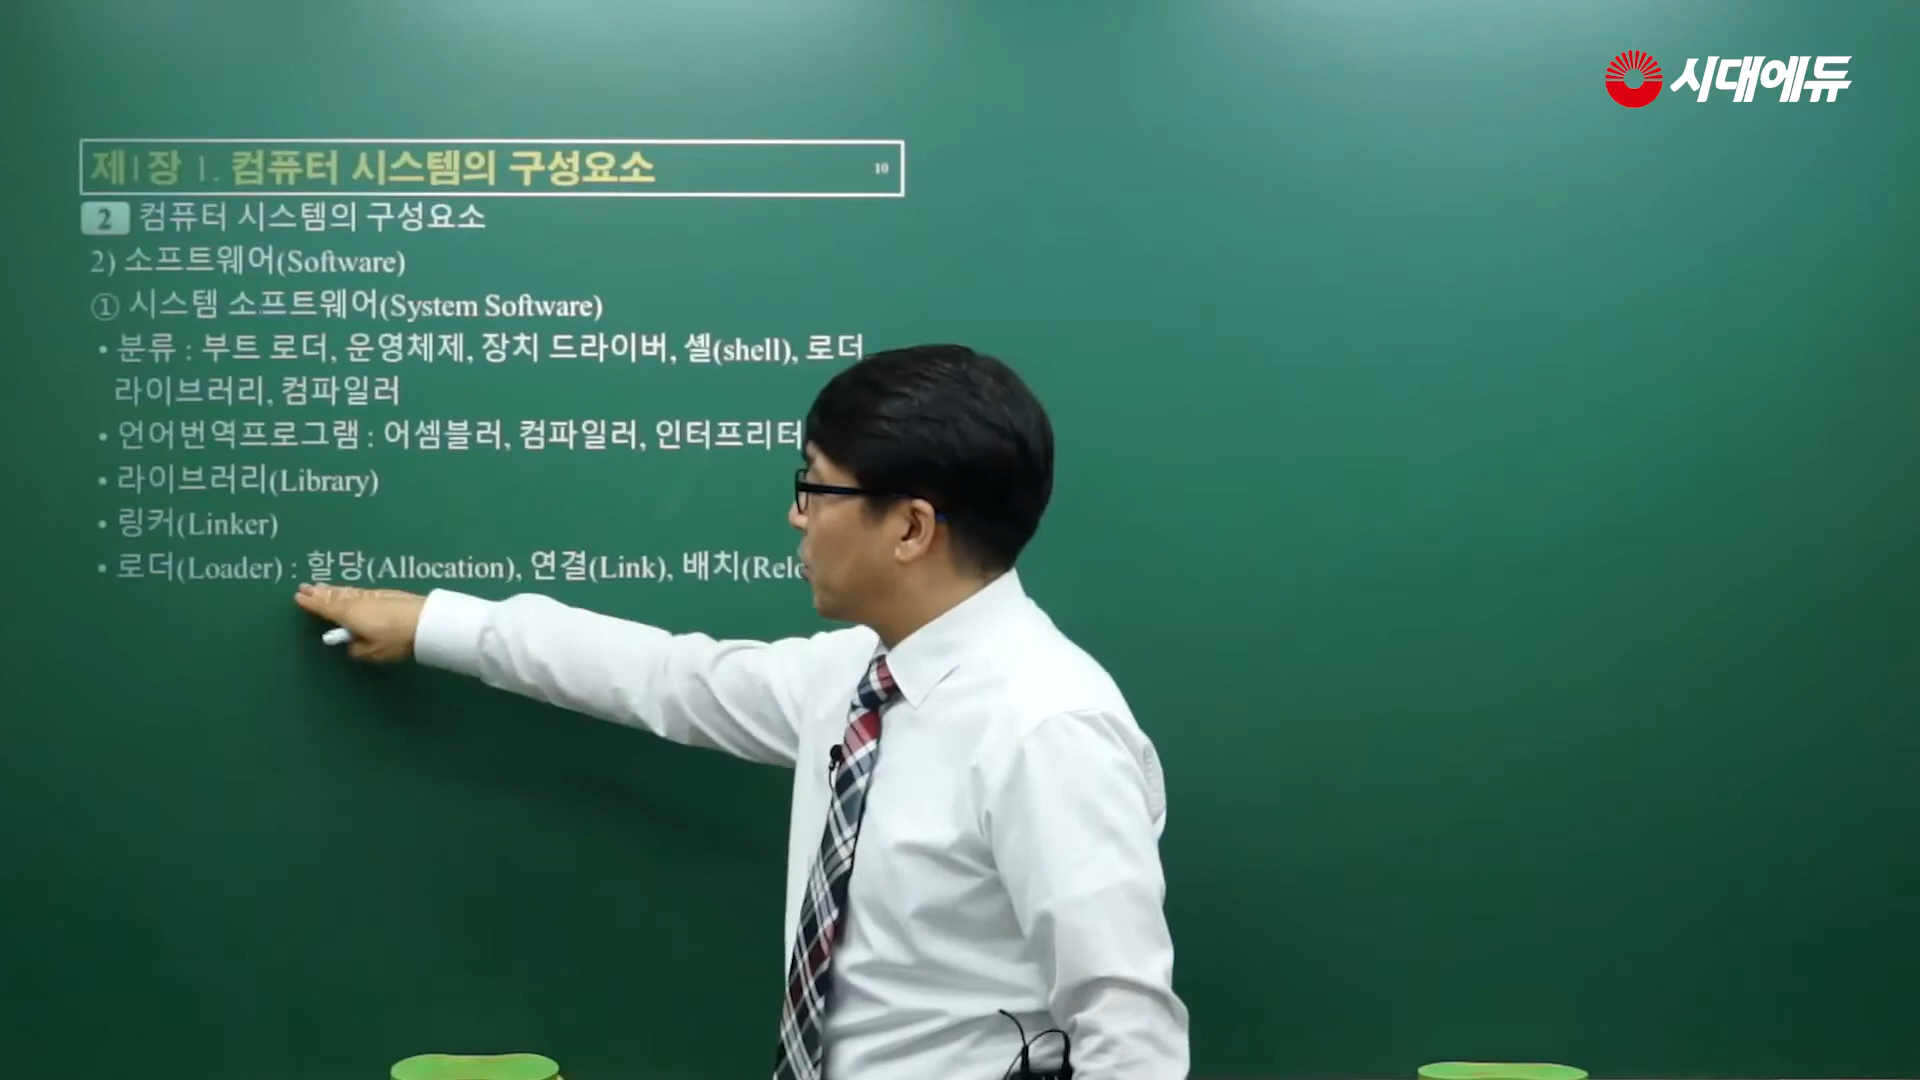 시대에듀
제1장 1. 컴퓨터 시스템의 구성요소 10
2 컴퓨터 시스템의 구성요소
2) 소프트웨어(Software)
① 시스템 소프트웨어(System Software)
• 분류 : 부트 로더, 운영체제, 장치 드라이버, 셸(shell), 로더
라이브러리, 컴파일러
• 언어번역프로그램 : 어셈블러, 컴파일러, 인터프리터
• 라이브러리(Library)
• 링커(Linker)
• 로더(Loader) : 할당(Allocation), 연결(Link), 배치